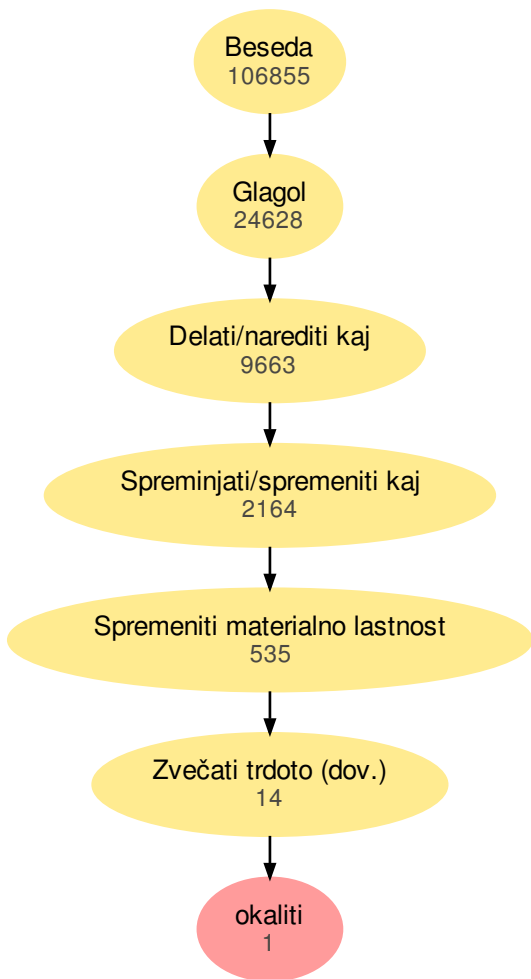 Beseda
106855
Glagol
24628
Delati/narediti kaj
9663
Spreminjati/spremeniti kaj
2164
Spremeniti materialno lastnost
535
Zvečati trdoto (dov.)
14
okaliti
1